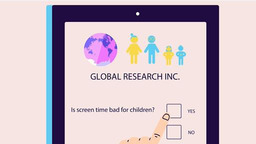 GLOBAL RESEARCH INC.
Is screen time bad for children?
YES
NO